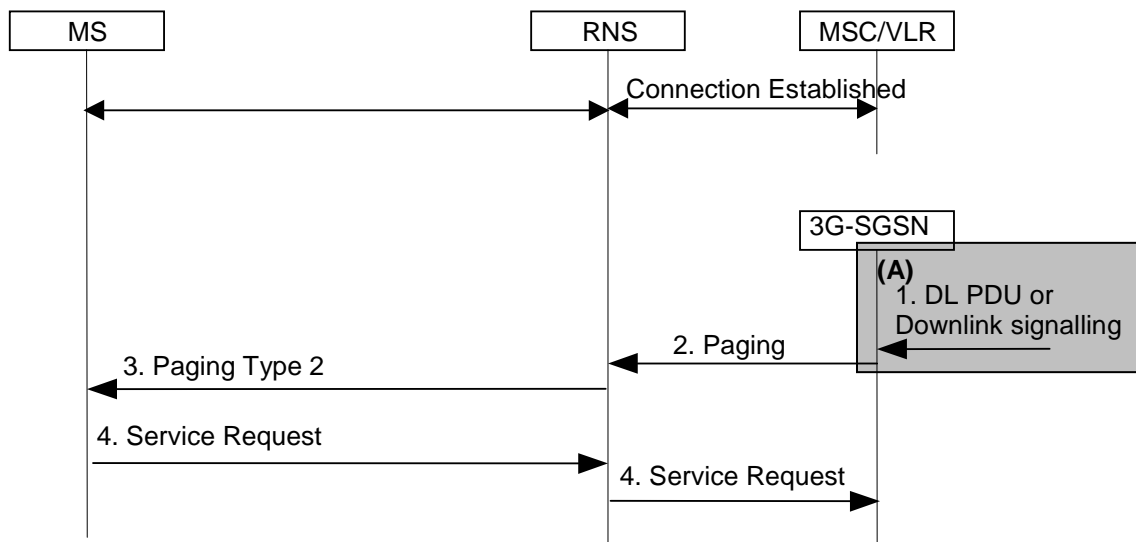 MS
RNS
MSC/VLR
Connection Established
3G-SGSN
(A)
1. DL PDU or
Downlink signalling
2. Paging
3. Paging Type 2
4. Service Request
4. Service Request